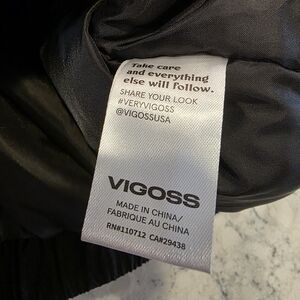 Take care
and everything
else will follow.
SHARE YOUR LOOK
#VERYVIGOSS
@VIGOSSUSA
VIGOSS
MADE IN CHINA/
FABRIQUE AU CHINA
RN#110712 CA#29438